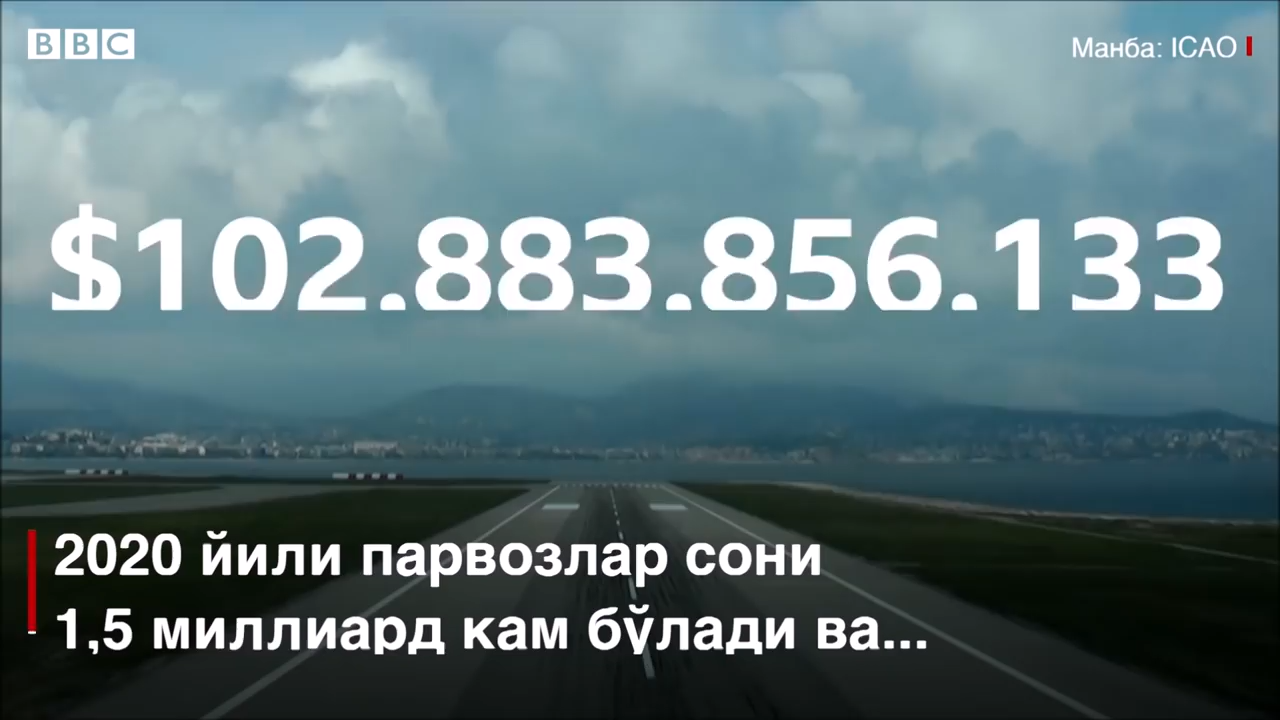 BBC
Манба: ICAO
$102.883.856.133
2020 йили парвозлар сони
1,5 миллиард кам бўлади ва...